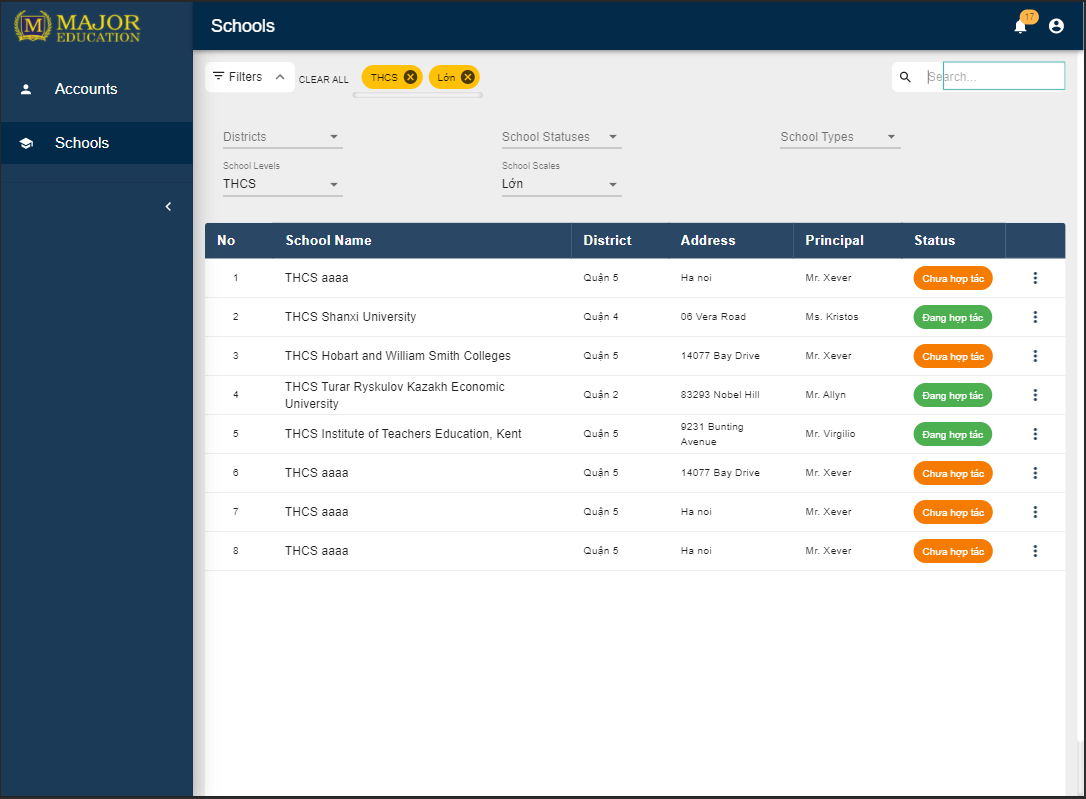 MAJOR
EDUCATION
Schools
17
Accounts
Schools
Filters
CLEAR ALL
THCS
Lớn
Search...
Districts
School Statuses
School Types
School Levels
THCS
School Scales
Lớn
No School Name District Address Principal Status
1 THCS aaaa Quận 5 Ha noi Mr. Xever Chưa hợp tác
2 THCS Shanxi University Quận 4 06 Vera Road Ms. Kristos Đang hợp tác
3 THCS Hobart and William Smith Colleges Quận 5 14077 Bay Drive Mr. Xever Chưa hợp tác
4 THCS Turar Ryskulov Kazakh Economic
University Quận 2 83293 Nobel Hill Mr. Allyn Đang hợp tác
5 THCS Institute of Teachers Education, Kent Quận 5 9231 Bunting
Avenue Mr. Virgilio Đang hợp tác
6 THCS aaaa Quận 5 14077 Bay Drive Mr. Xever Chưa hợp tác
7 THCS aaaa Quận 5 Ha noi Mr. Xever Chưa hợp tác
8 THCS aaaa Quận 5 Ha noi Mr. Xever Chưa hợp tác